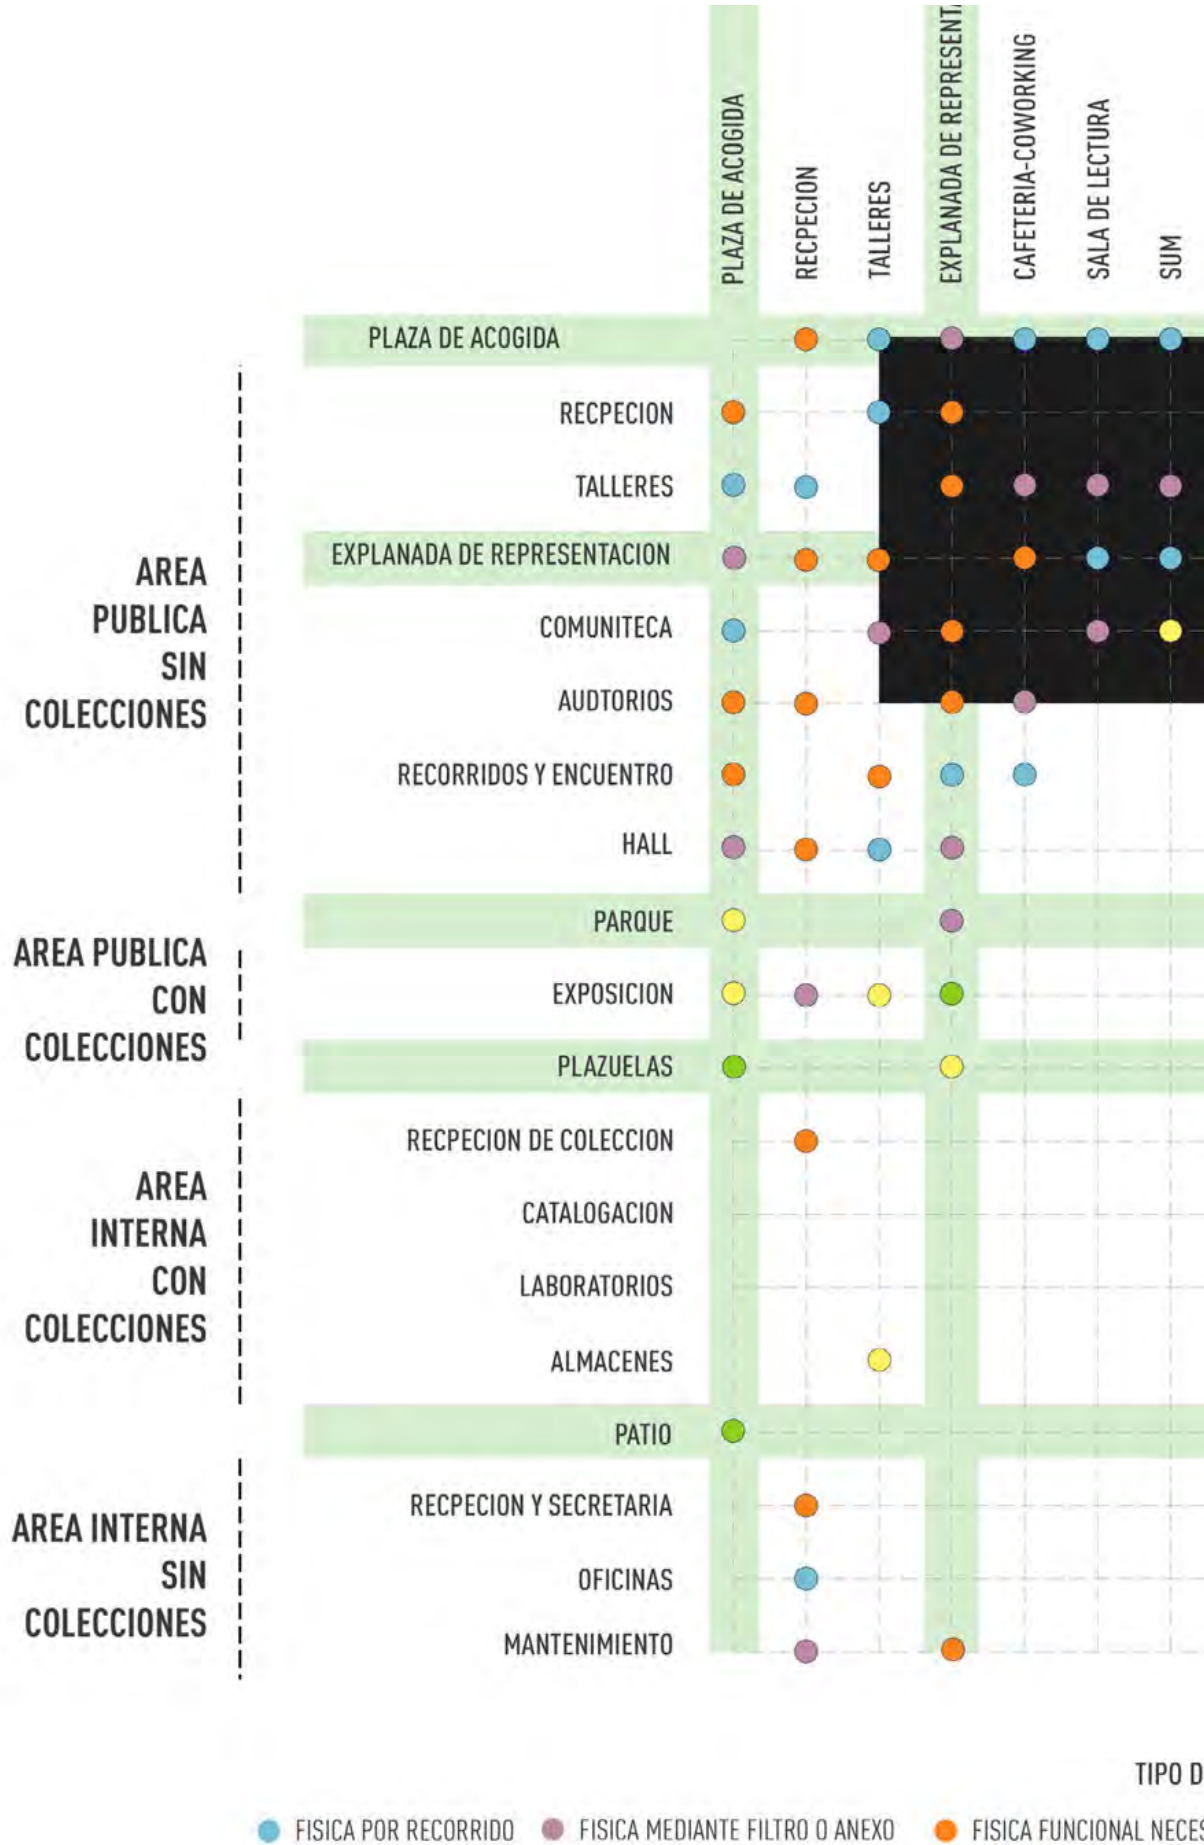 PLAZA DE ACOGIDA
RECPECION
TALLERES
EXPLANADA DE
CAFETERIA-COWORKING
SALA DE LECTURA
SUM
PLAZA DE ACOGIDA
RECPECION
TALLERES
EXPLANADA DE REPRESENTACION
COMUNITECA
AUDTORIOS
RECORRIDOS Y ENCUENTRO
HALL
PARQUE
EXPOSICION
PLAZUELAS
RECPECION DE COLECCION
CATALOGACION
LABORATORIOS
ALMACENES
PATIO
RECPECION Y SECRETARIA
OFICINAS
MANTENIMIENTO
AREA
PUBLICA
SIN
COLECCIONES
AREA PUBLICA
CON
COLECCIONES
AREA
INTERNA
CON
COLECCIONES
AREA INTERNA
SIN
COLECCIONES
TIPO
FISICA POR RECORRIDO
FISICA MEDIANTE FILTRO O ANEXO
FISICA FUNCIONAL